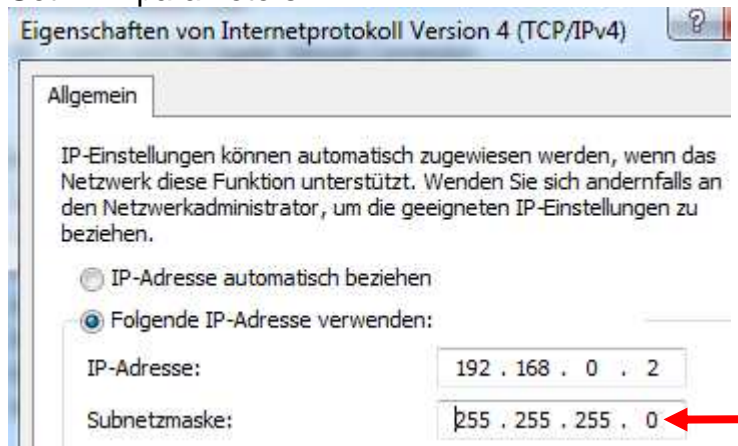 Eigenschaften von Internetprotokoll Version 4 (TCP/IPv4)
?
Allgemein
IP-Einstellungen können automatisch zugewiesen werden, wenn das
Netzwerk diese Funktion unterstützt. Wenden Sie sich andernfalls an
den Netzwerkadministrator, um die geeigneten IP-Einstellungen zu
beziehen.
IP-Adresse automatisch beziehen
Folgende IP-Adresse verwenden:
IP-Adresse: 192 . 168 . 0 . 2
Subnetzmaske: 255 . 255 . 255 . 0